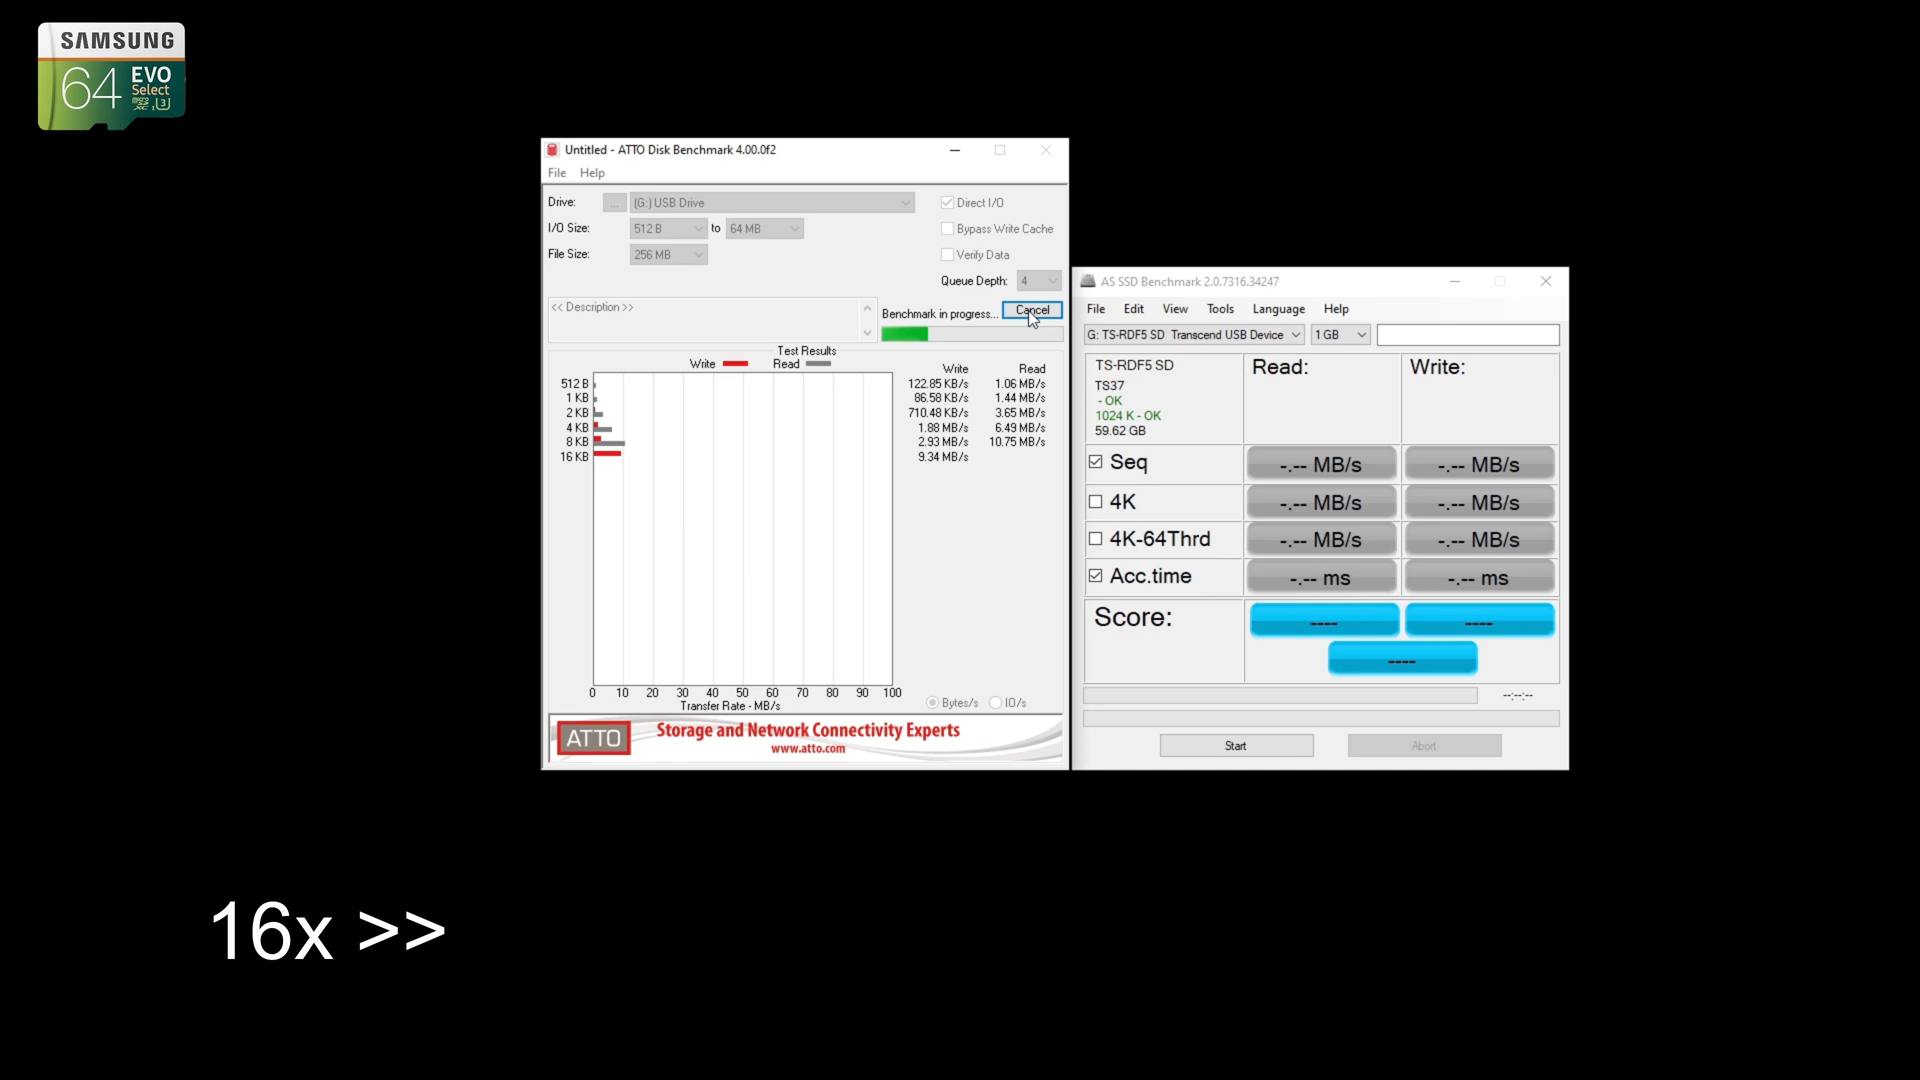 SAMSUNG
64 EVO
Select
micro
SD XC I U3
Untitled - ATTO Disk Benchmark 4.00.0f2
File Help
Drive: ... (G:) USB Drive
Direct I/O
I/O Size: 512 B to 64 MB
Bypass Write Cache
File Size: 256 MB
Verify Data
Queue Depth: 4
<< Description >>
Benchmark in progress... Cancel
Test Results
Write Read
Write Read
512 B 122.85 KB/s 1.06 MB/s
1 KB 86.58 KB/s 1.44 MB/s
2 KB 710.48 KB/s 3.65 MB/s
4 KB 1.88 MB/s 6.49 MB/s
8 KB 2.93 MB/s 10.75 MB/s
16 KB 9.34 MB/s
0 10 20 30 40 50 60 70 80 90 100
Transfer Rate - MB/s
Bytes/s IO/s
ATTO Storage and Network Connectivity Experts
www.atto.com
AS SSD Benchmark 2.0.7316.34247
File Edit View Tools Language Help
G: TS-RDF5 SD Transcend USB Device 1 GB
TS-RDF5 SD
TS37
- OK
1024 K - OK
59.62 GB
Read: Write:
Seq -.-- MB/s -.-- MB/s
4K -.-- MB/s -.-- MB/s
4K-64Thrd -.-- MB/s -.-- MB/s
Acc.time -.-- ms -.-- ms
Score: ---- ----
----
--:--:--
Start Abort
16x >>